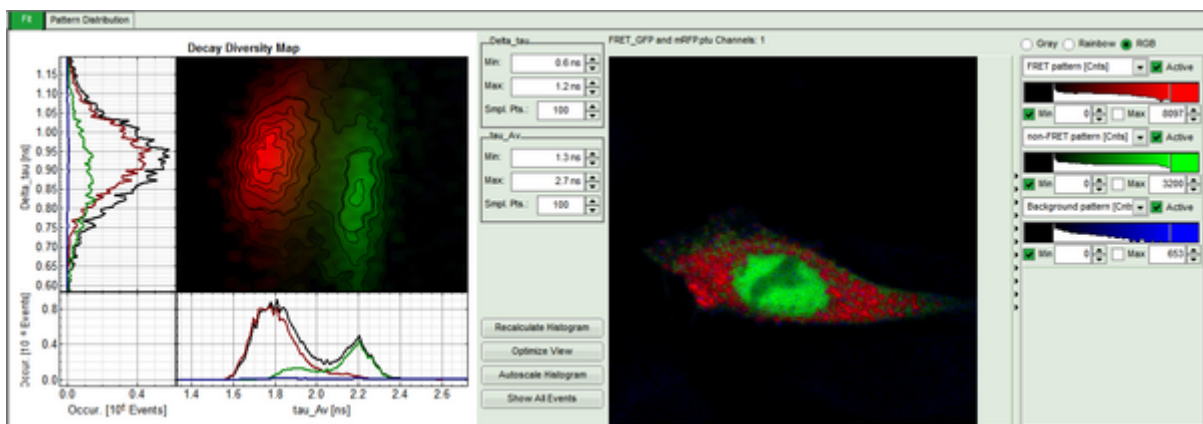 Fit Pattern Distribution
Decay Diversity Map
1.15
1.10
1.05
1.00
0.95
0.90
0.85
0.80
0.75
0.70
0.65
0.60
Delta_tau [ns]
0.8
0.4
0.0
Occur. [10⁶ Events]
0.0 0.4
Occur. [10⁶ Events]
1.4 1.6 1.8 2.0 2.2 2.4 2.6
tau_Av [ns]
Delta_tau
Min: 0.6 ns
Max: 1.2 ns
Smpl. Pts.: 100
tau_Av
Min: 1.3 ns
Max: 2.7 ns
Smpl. Pts.: 100
Recalculate Histogram
Optimize View
Autoscale Histogram
Show All Events
FRET_GFP and mRFP.ptu Channels: 1
Gray Rainbow RGB
FRET pattern [Cnts] Active
Min 0 Max 8097
non-FRET pattern [Cnts] Active
Min 0 Max 3200
Background pattern [Cnts Active
Min 0 Max 653